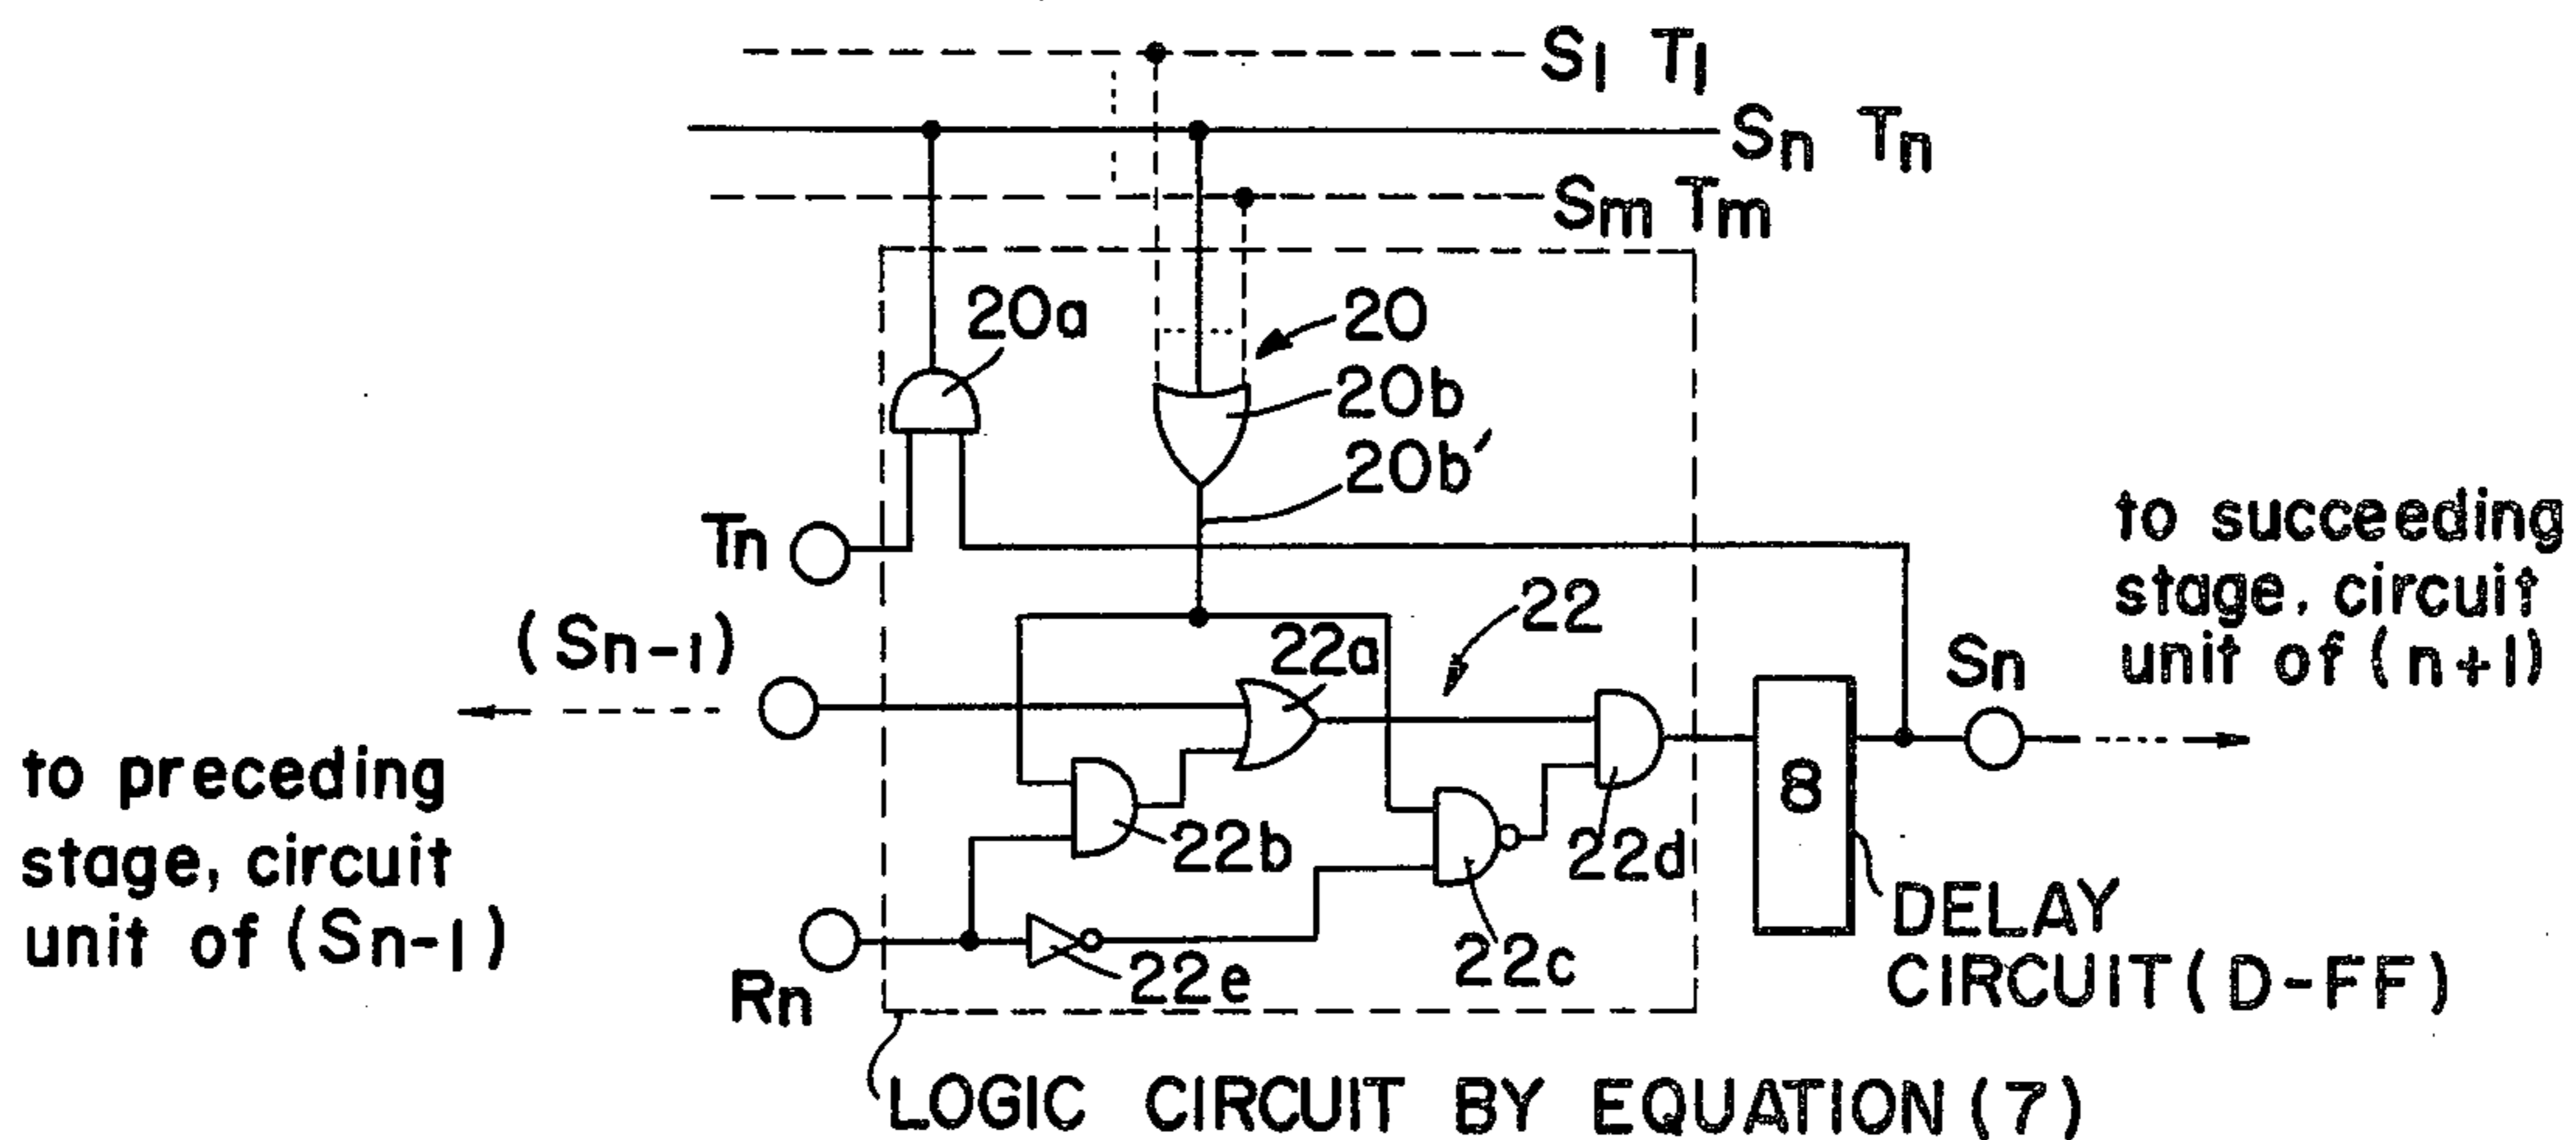 S1 T1
Sn Tn
Sm Tm
20a
20
20b
20b'
Tn
to succeeding
stage, circuit
unit of (n+1)
(Sn-1)
22
22a
Sn
to preceding
stage, circuit
unit of (Sn-1)
8
22b
22d
Rn
22e
22c
DELAY
CIRCUIT (D-FF)
LOGIC CIRCUIT BY EQUATION (7)